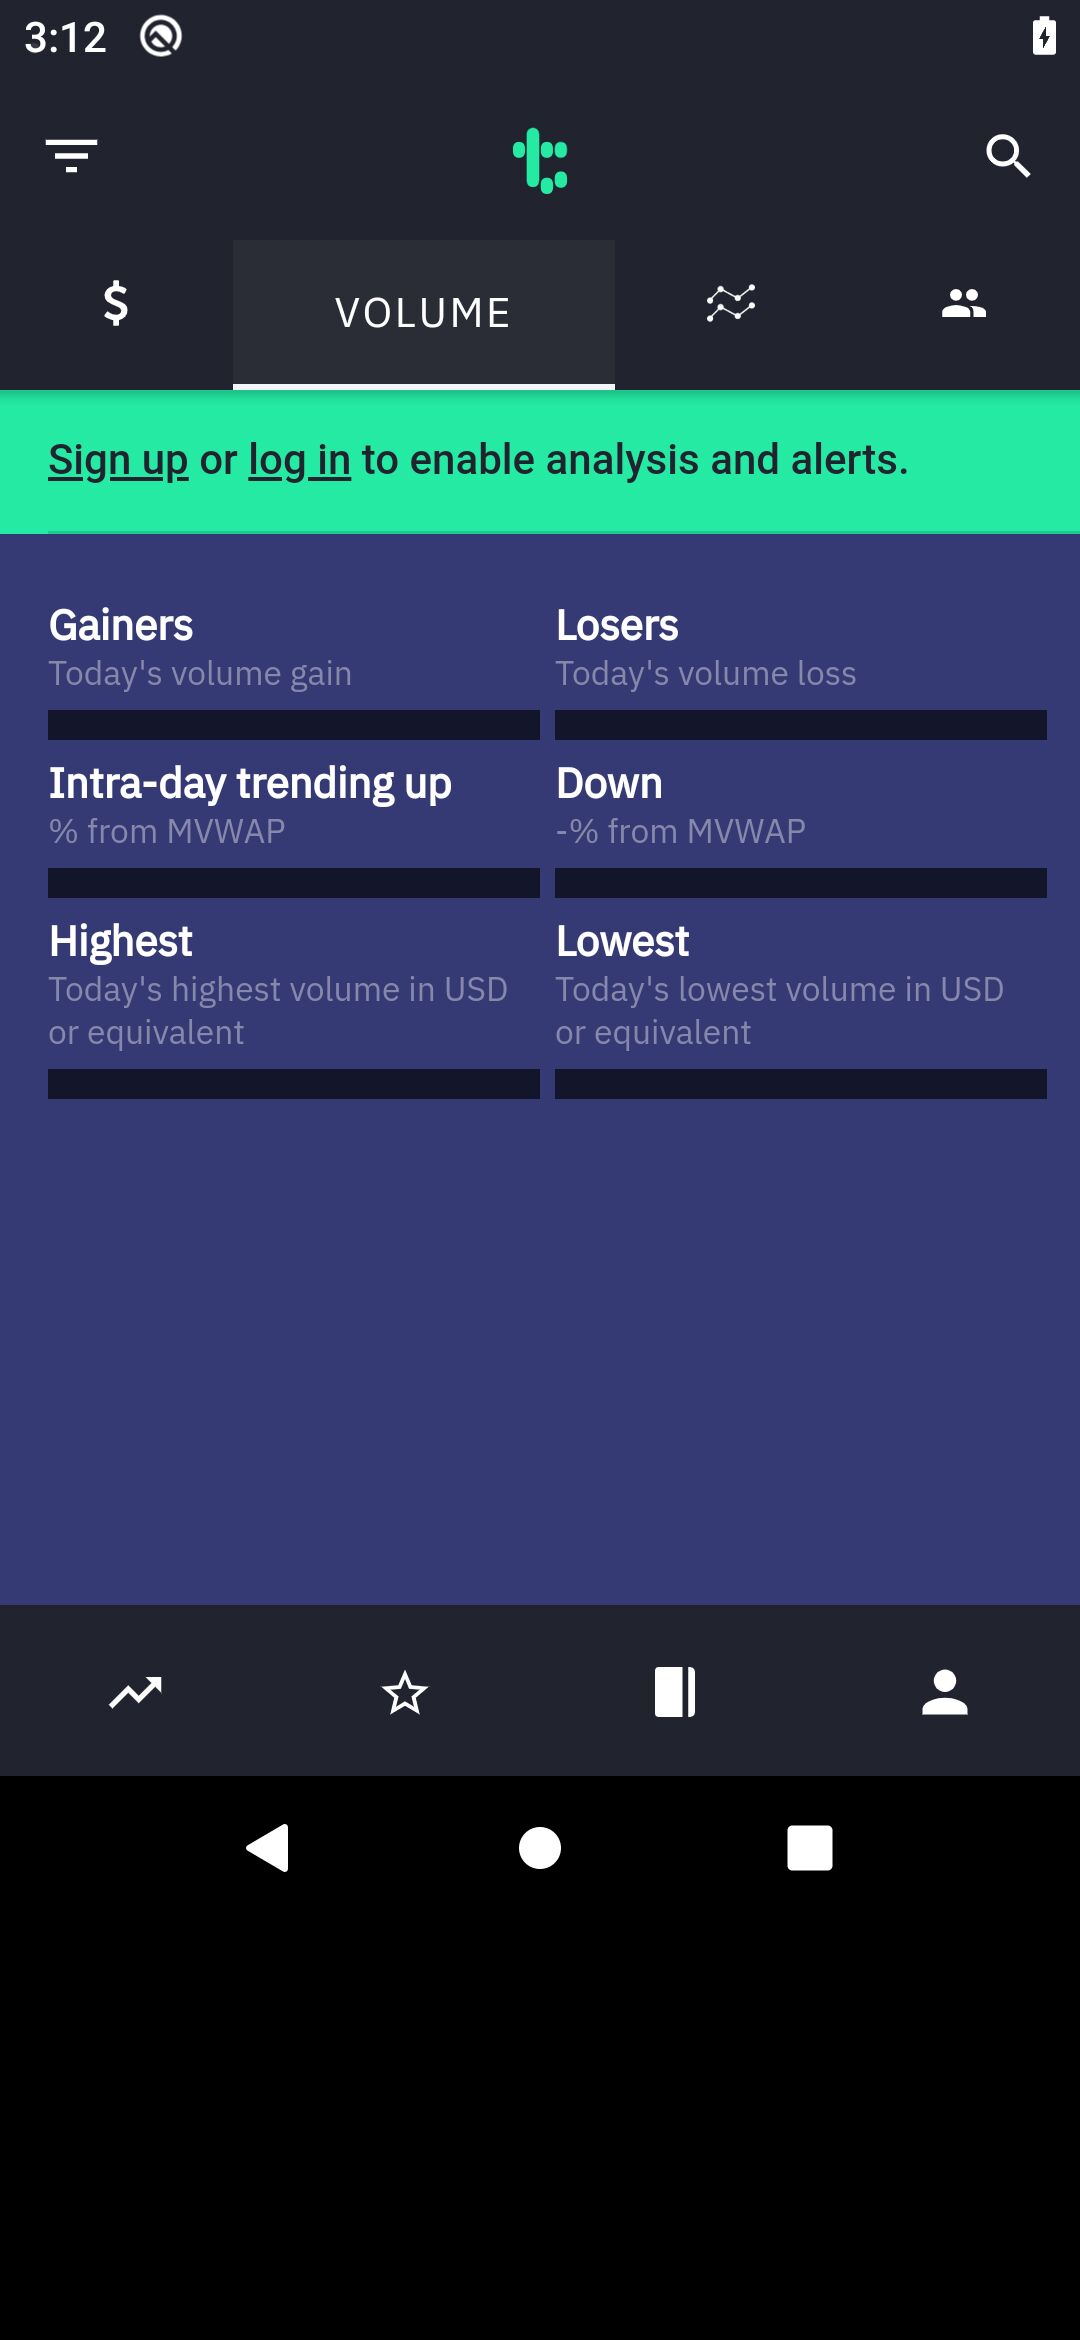 3:12
VOLUME
Sign up or log in to enable analysis and alerts.
Gainers
Today's volume gain
Losers
Today's volume loss
Intra-day trending up
% from MVWAP
Down
-% from MVWAP
Highest
Today's highest volume in USD
or equivalent
Lowest
Today's lowest volume in USD
or equivalent